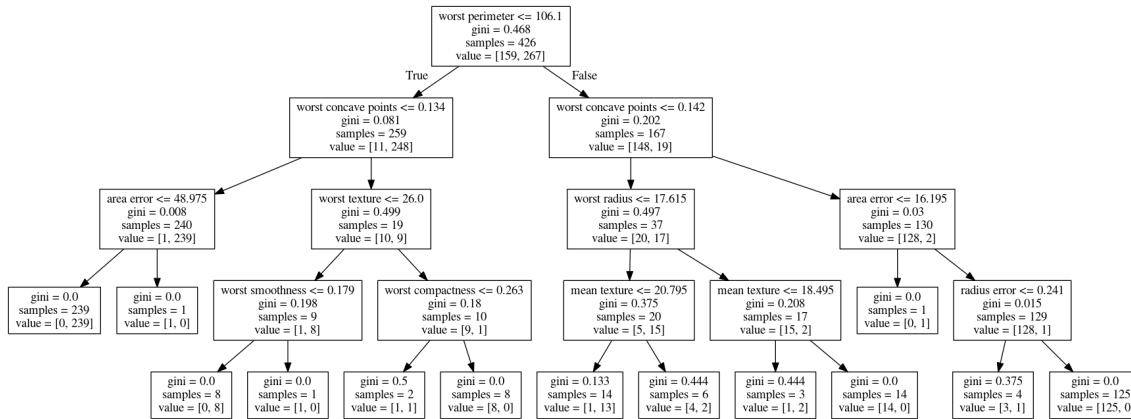 worst perimeter <= 106.1
gini = 0.468
samples = 426
value = [159, 267]
True
False
worst concave points <= 0.134
gini = 0.081
samples = 259
value = [11, 248]
worst concave points <= 0.142
gini = 0.202
samples = 167
value = [148, 19]
area error <= 48.975
gini = 0.008
samples = 240
value = [1, 239]
worst texture <= 26.0
gini = 0.499
samples = 19
value = [10, 9]
worst radius <= 17.615
gini = 0.497
samples = 37
value = [20, 17]
area error <= 16.195
gini = 0.03
samples = 130
value = [128, 2]
gini = 0.0
samples = 239
value = [0, 239]
gini = 0.0
samples = 1
value = [1, 0]
worst smoothness <= 0.179
gini = 0.198
samples = 9
value = [1, 8]
worst compactness <= 0.263
gini = 0.18
samples = 10
value = [9, 1]
mean texture <= 20.795
gini = 0.375
samples = 20
value = [5, 15]
mean texture <= 18.495
gini = 0.208
samples = 17
value = [15, 2]
gini = 0.0
samples = 1
value = [0, 1]
radius error <= 0.241
gini = 0.015
samples = 129
value = [128, 1]
gini = 0.0
samples = 8
value = [0, 8]
gini = 0.0
samples = 1
value = [1, 0]
gini = 0.5
samples = 2
value = [1, 1]
gini = 0.0
samples = 8
value = [8, 0]
gini = 0.133
samples = 14
value = [1, 13]
gini = 0.444
samples = 6
value = [4, 2]
gini = 0.444
samples = 3
value = [1, 2]
gini = 0.0
samples = 14
value = [14, 0]
gini = 0.375
samples = 4
value = [3, 1]
gini = 0.0
samples = 125
value = [125, 0]